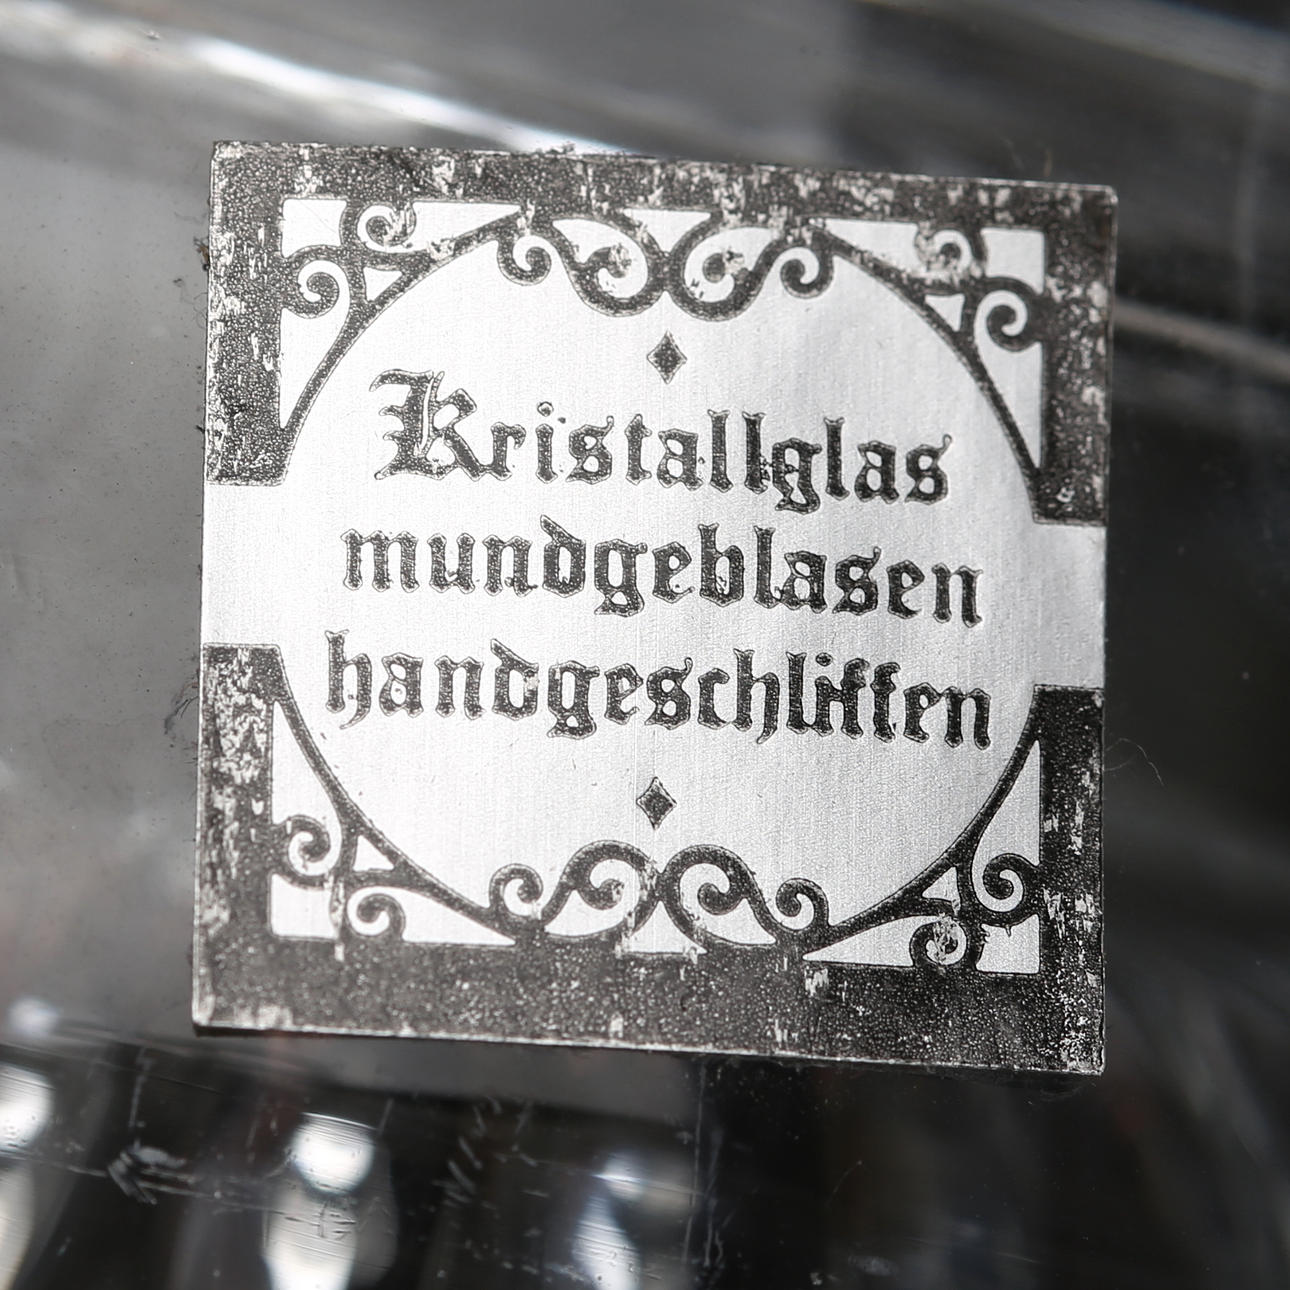 Kristallglas
mundgeblasen
handgeschliffen